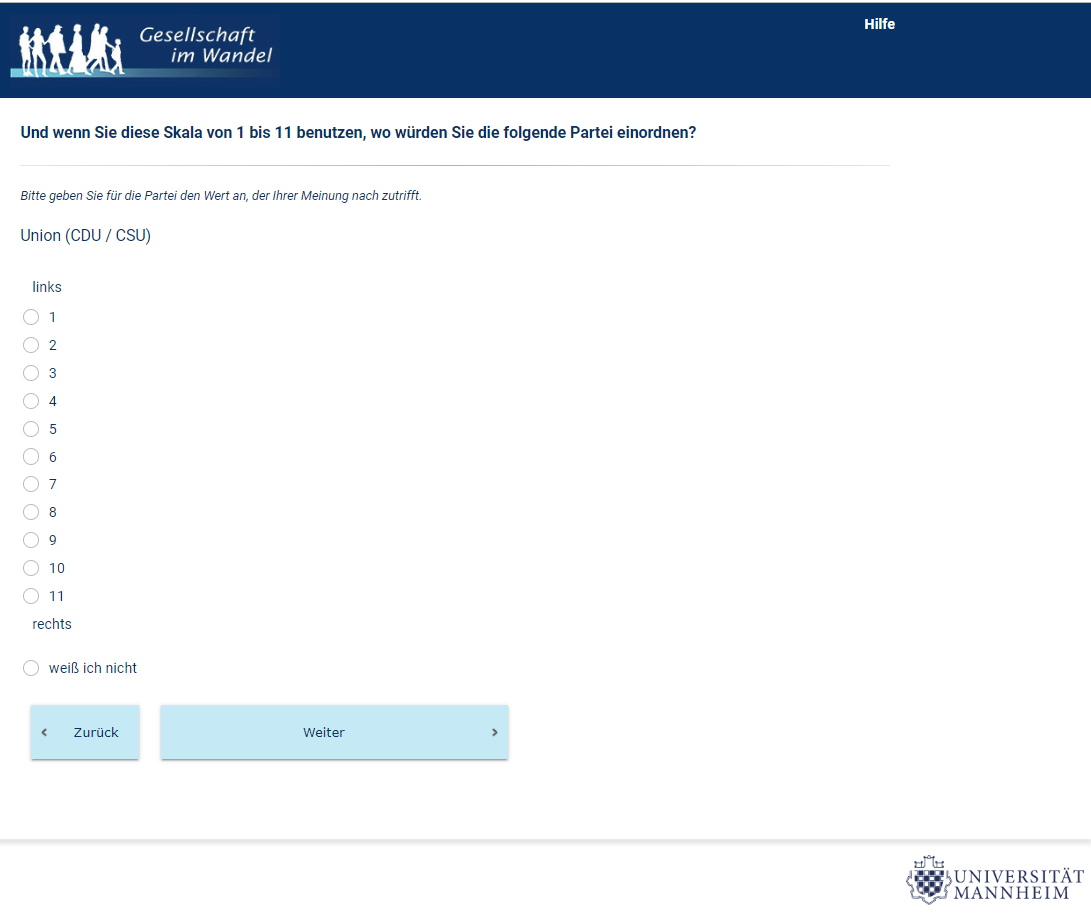 Gesellschaft
im Wandel
Hilfe
Und wenn Sie diese Skala von 1 bis 11 benutzen, wo würden Sie die folgende Partei einordnen?
Bitte geben Sie für die Partei den Wert an, der Ihrer Meinung nach zutrifft.
Union (CDU / CSU)
links
1
2
3
4
5
6
7
8
9
10
11
rechts
weiß ich nicht
Zurück
Weiter
UNIVERSITÄT
MANNHEIM